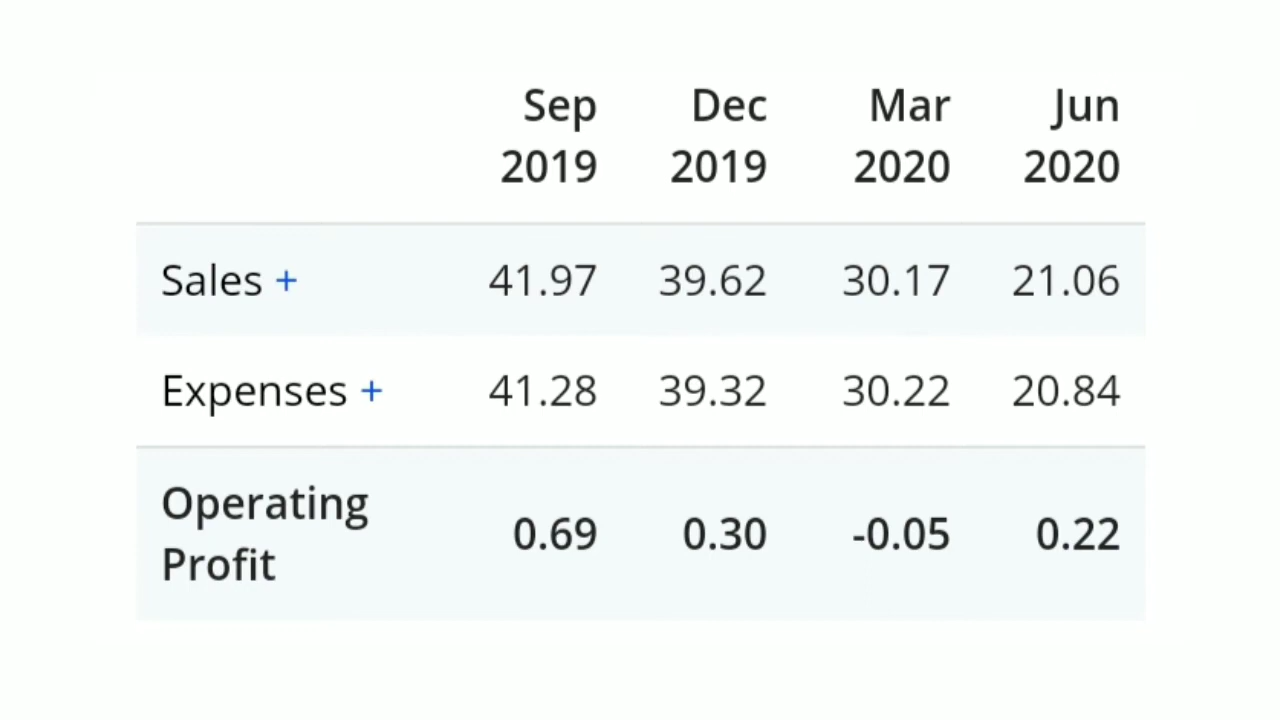 Sep Dec Mar Jun
2019 2019 2020 2020
Sales + 41.97 39.62 30.17 21.06
Expenses + 41.28 39.32 30.22 20.84
Operating
Profit 0.69 0.30 -0.05 0.22